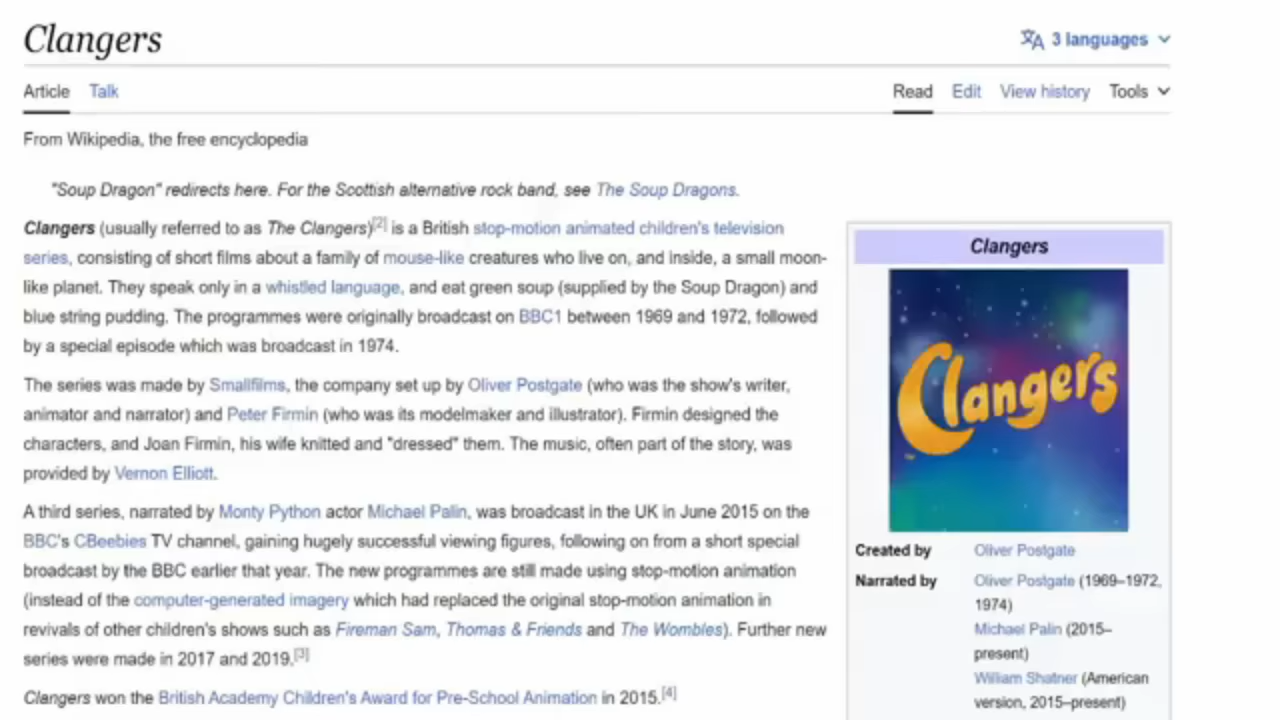 Clangers
3 languages
Article Talk
Read Edit View history Tools
From Wikipedia, the free encyclopedia
"Soup Dragon" redirects here. For the Scottish alternative rock band, see The Soup Dragons.
Clangers (usually referred to as The Clangers)[2] is a British stop-motion animated children's television
series, consisting of short films about a family of mouse-like creatures who live on, and inside, a small moon-
like planet. They speak only in a whistled language, and eat green soup (supplied by the Soup Dragon) and
blue string pudding. The programmes were originally broadcast on BBC1 between 1969 and 1972, followed
by a special episode which was broadcast in 1974.
The series was made by Smallfilms, the company set up by Oliver Postgate (who was the show's writer,
animator and narrator) and Peter Firmin (who was its modelmaker and illustrator). Firmin designed the
characters, and Joan Firmin, his wife knitted and "dressed" them. The music, often part of the story, was
provided by Vernon Elliott.
A third series, narrated by Monty Python actor Michael Palin, was broadcast in the UK in June 2015 on the
BBC's CBeebies TV channel, gaining hugely successful viewing figures, following on from a short special
broadcast by the BBC earlier that year. The new programmes are still made using stop-motion animation
(instead of the computer-generated imagery which had replaced the original stop-motion animation in
revivals of other children's shows such as Fireman Sam, Thomas & Friends and The Wombles). Further new
series were made in 2017 and 2019.[3]
Clangers won the British Academy Children's Award for Pre-School Animation in 2015.[4]
Clangers
Clangers
Created by Oliver Postgate
Narrated by Oliver Postgate (1969–1972,
1974)
Michael Palin (2015–
present)
William Shatner (American
version, 2015–present)